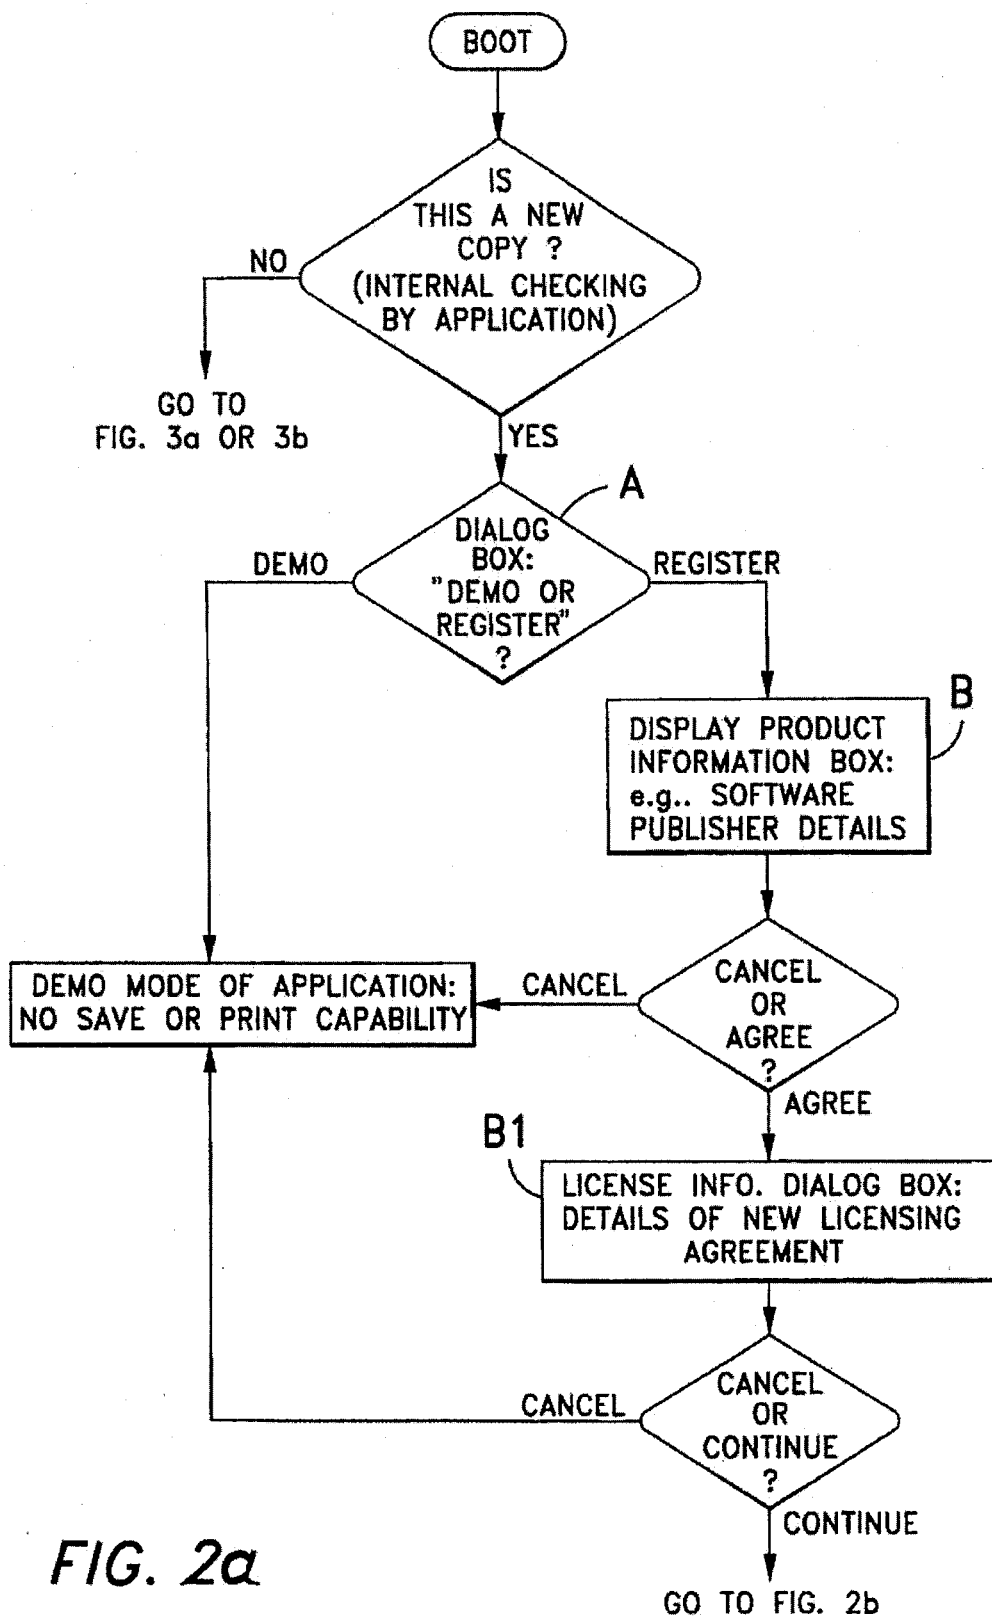 BOOT
IS
THIS A NEW
COPY ?
(INTERNAL CHECKING
BY APPLICATION)
NO
GO TO
FIG. 3a OR 3b
YES
A
DIALOG
BOX:
"DEMO OR
REGISTER"
?
DEMO
REGISTER
B
DISPLAY PRODUCT
INFORMATION BOX:
e.g.. SOFTWARE
PUBLISHER DETAILS
DEMO MODE OF APPLICATION:
NO SAVE OR PRINT CAPABILITY
CANCEL
CANCEL
OR
AGREE
?
AGREE
B1
LICENSE INFO. DIALOG BOX:
DETAILS OF NEW LICENSING
AGREEMENT
CANCEL
CANCEL
OR
CONTINUE
?
CONTINUE
GO TO FIG. 2b
FIG. 2a